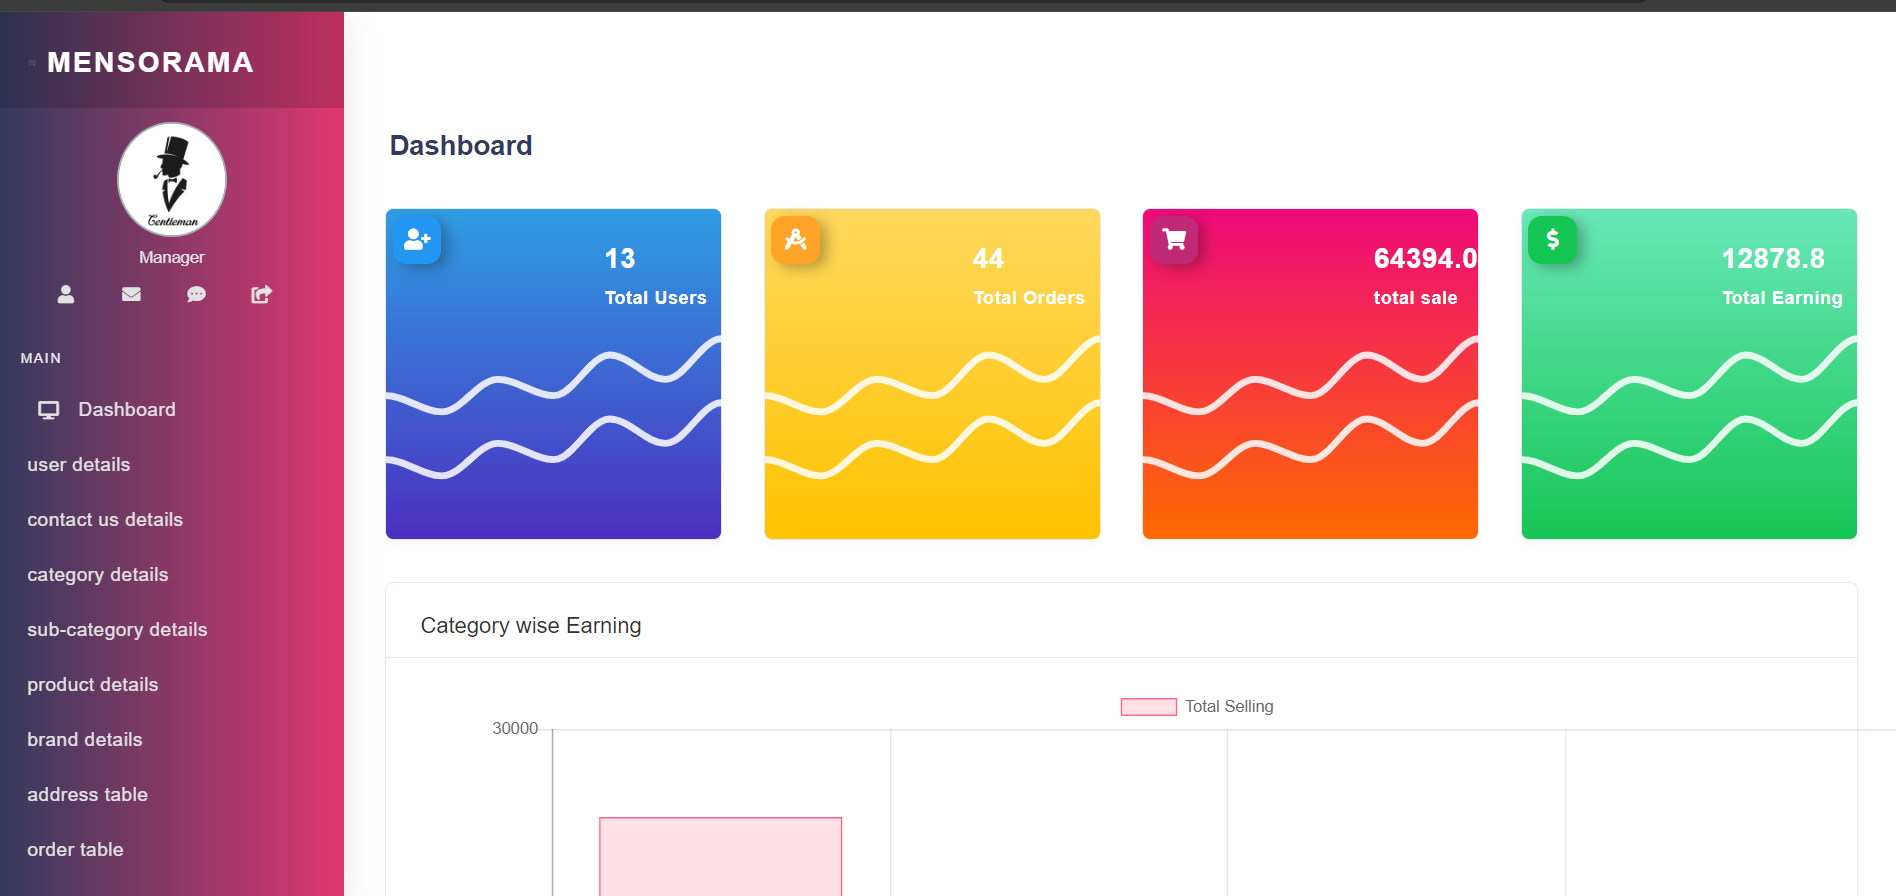 MENSORAMA
Gentleman
Manager
MAIN
Dashboard
user details
contact us details
category details
sub-category details
product details
brand details
address table
order table
Dashboard
13
Total Users
44
Total Orders
64394.0
total sale
12878.8
Total Earning
Category wise Earning
Total Selling
30000